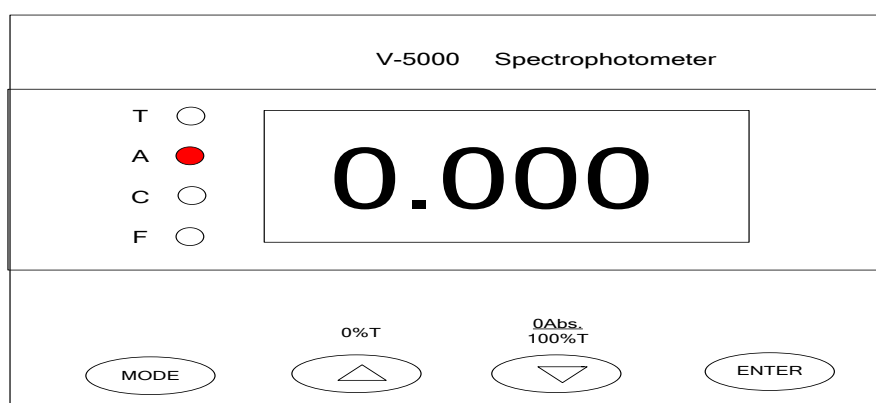 V-5000 Spectrophotometer
T
A
C
F
0.000
0%T
0Abs.
100%T
MODE
ENTER